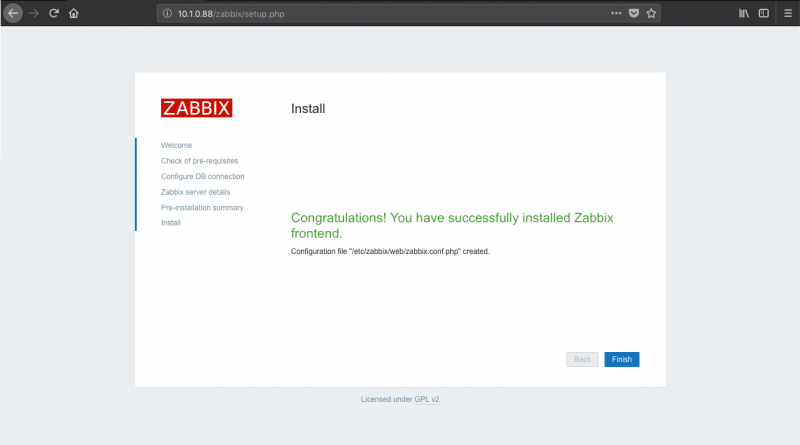 10.1.0.88/zabbix/setup.php
ZABBIX
Install
Welcome
Check of pre-requisites
Configure DB connection
Zabbix server details
Pre-installation summary
Install
Congratulations! You have successfully installed Zabbix
frontend.
Configuration file "/etc/zabbix/web/zabbix.conf.php" created.
Back
Finish
Licensed under GPL v2